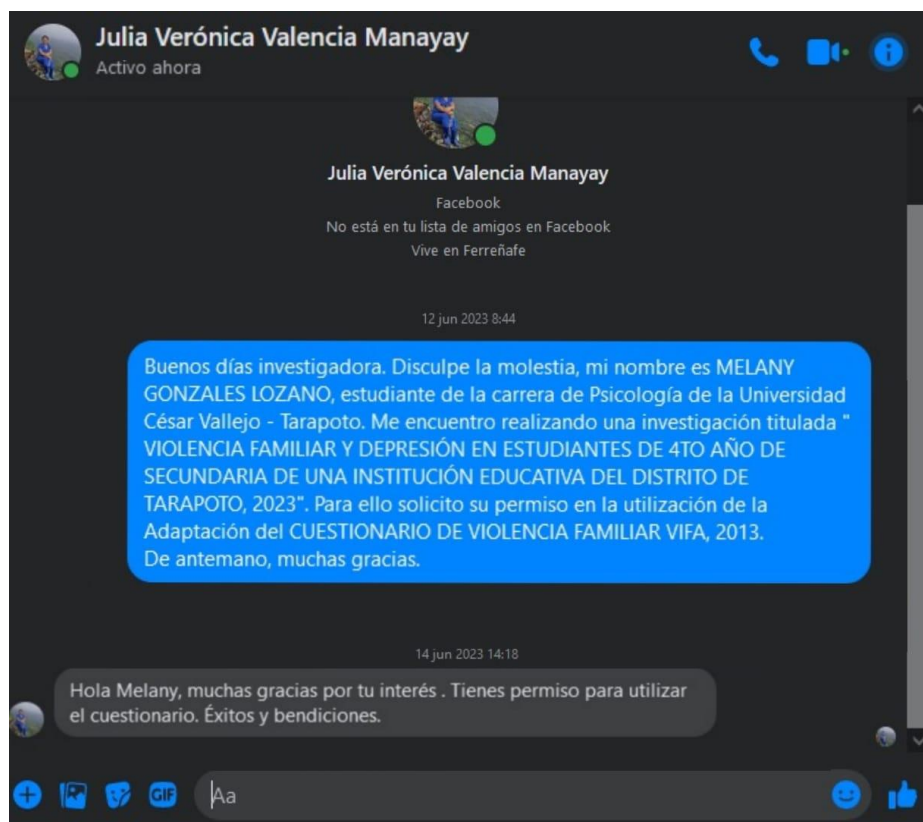 Julia Verónica Valencia Manayay
Activo ahora
Julia Verónica Valencia Manayay
Facebook
No está en tu lista de amigos en Facebook
Vive en Ferreñafe
12 jun 2023 8:44
Buenos días investigadora. Disculpe la molestia, mi nombre es MELANY
GONZALES LOZANO, estudiante de la carrera de Psicología de la Universidad
César Vallejo - Tarapoto. Me encuentro realizando una investigación titulada "
VIOLENCIA FAMILIAR Y DEPRESIÓN EN ESTUDIANTES DE 4TO AÑO DE
SECUNDARIA DE UNA INSTITUCIÓN EDUCATIVA DEL DISTRITO DE
TARAPOTO, 2023". Para ello solicito su permiso en la utilización de la
Adaptación del CUESTIONARIO DE VIOLENCIA FAMILIAR VIFA, 2013.
De antemano, muchas gracias.
14 jun 2023 14:18
Hola Melany, muchas gracias por tu interés . Tienes permiso para utilizar
el cuestionario. Éxitos y bendiciones.
GIF
Aa